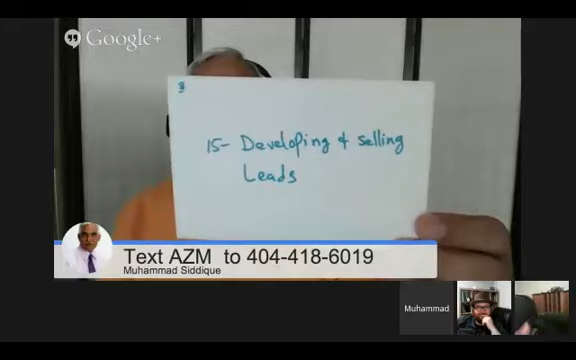 Google+
15- Developing & selling
Leads
Text AZM to 404-418-6019
Muhammad Siddique
Muhammad